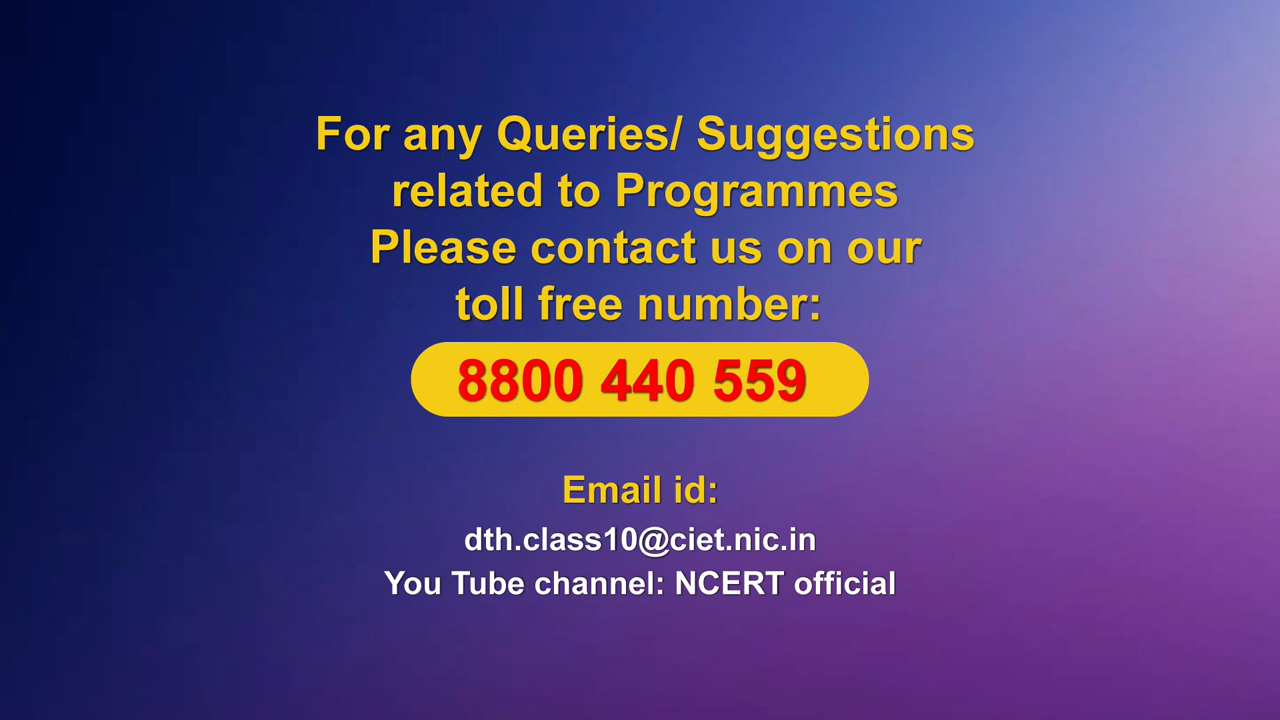 For any Queries/ Suggestions
related to Programmes
Please contact us on our
toll free number:
8800 440 559
Email id:
dth.class10@ciet.nic.in
You Tube channel: NCERT official